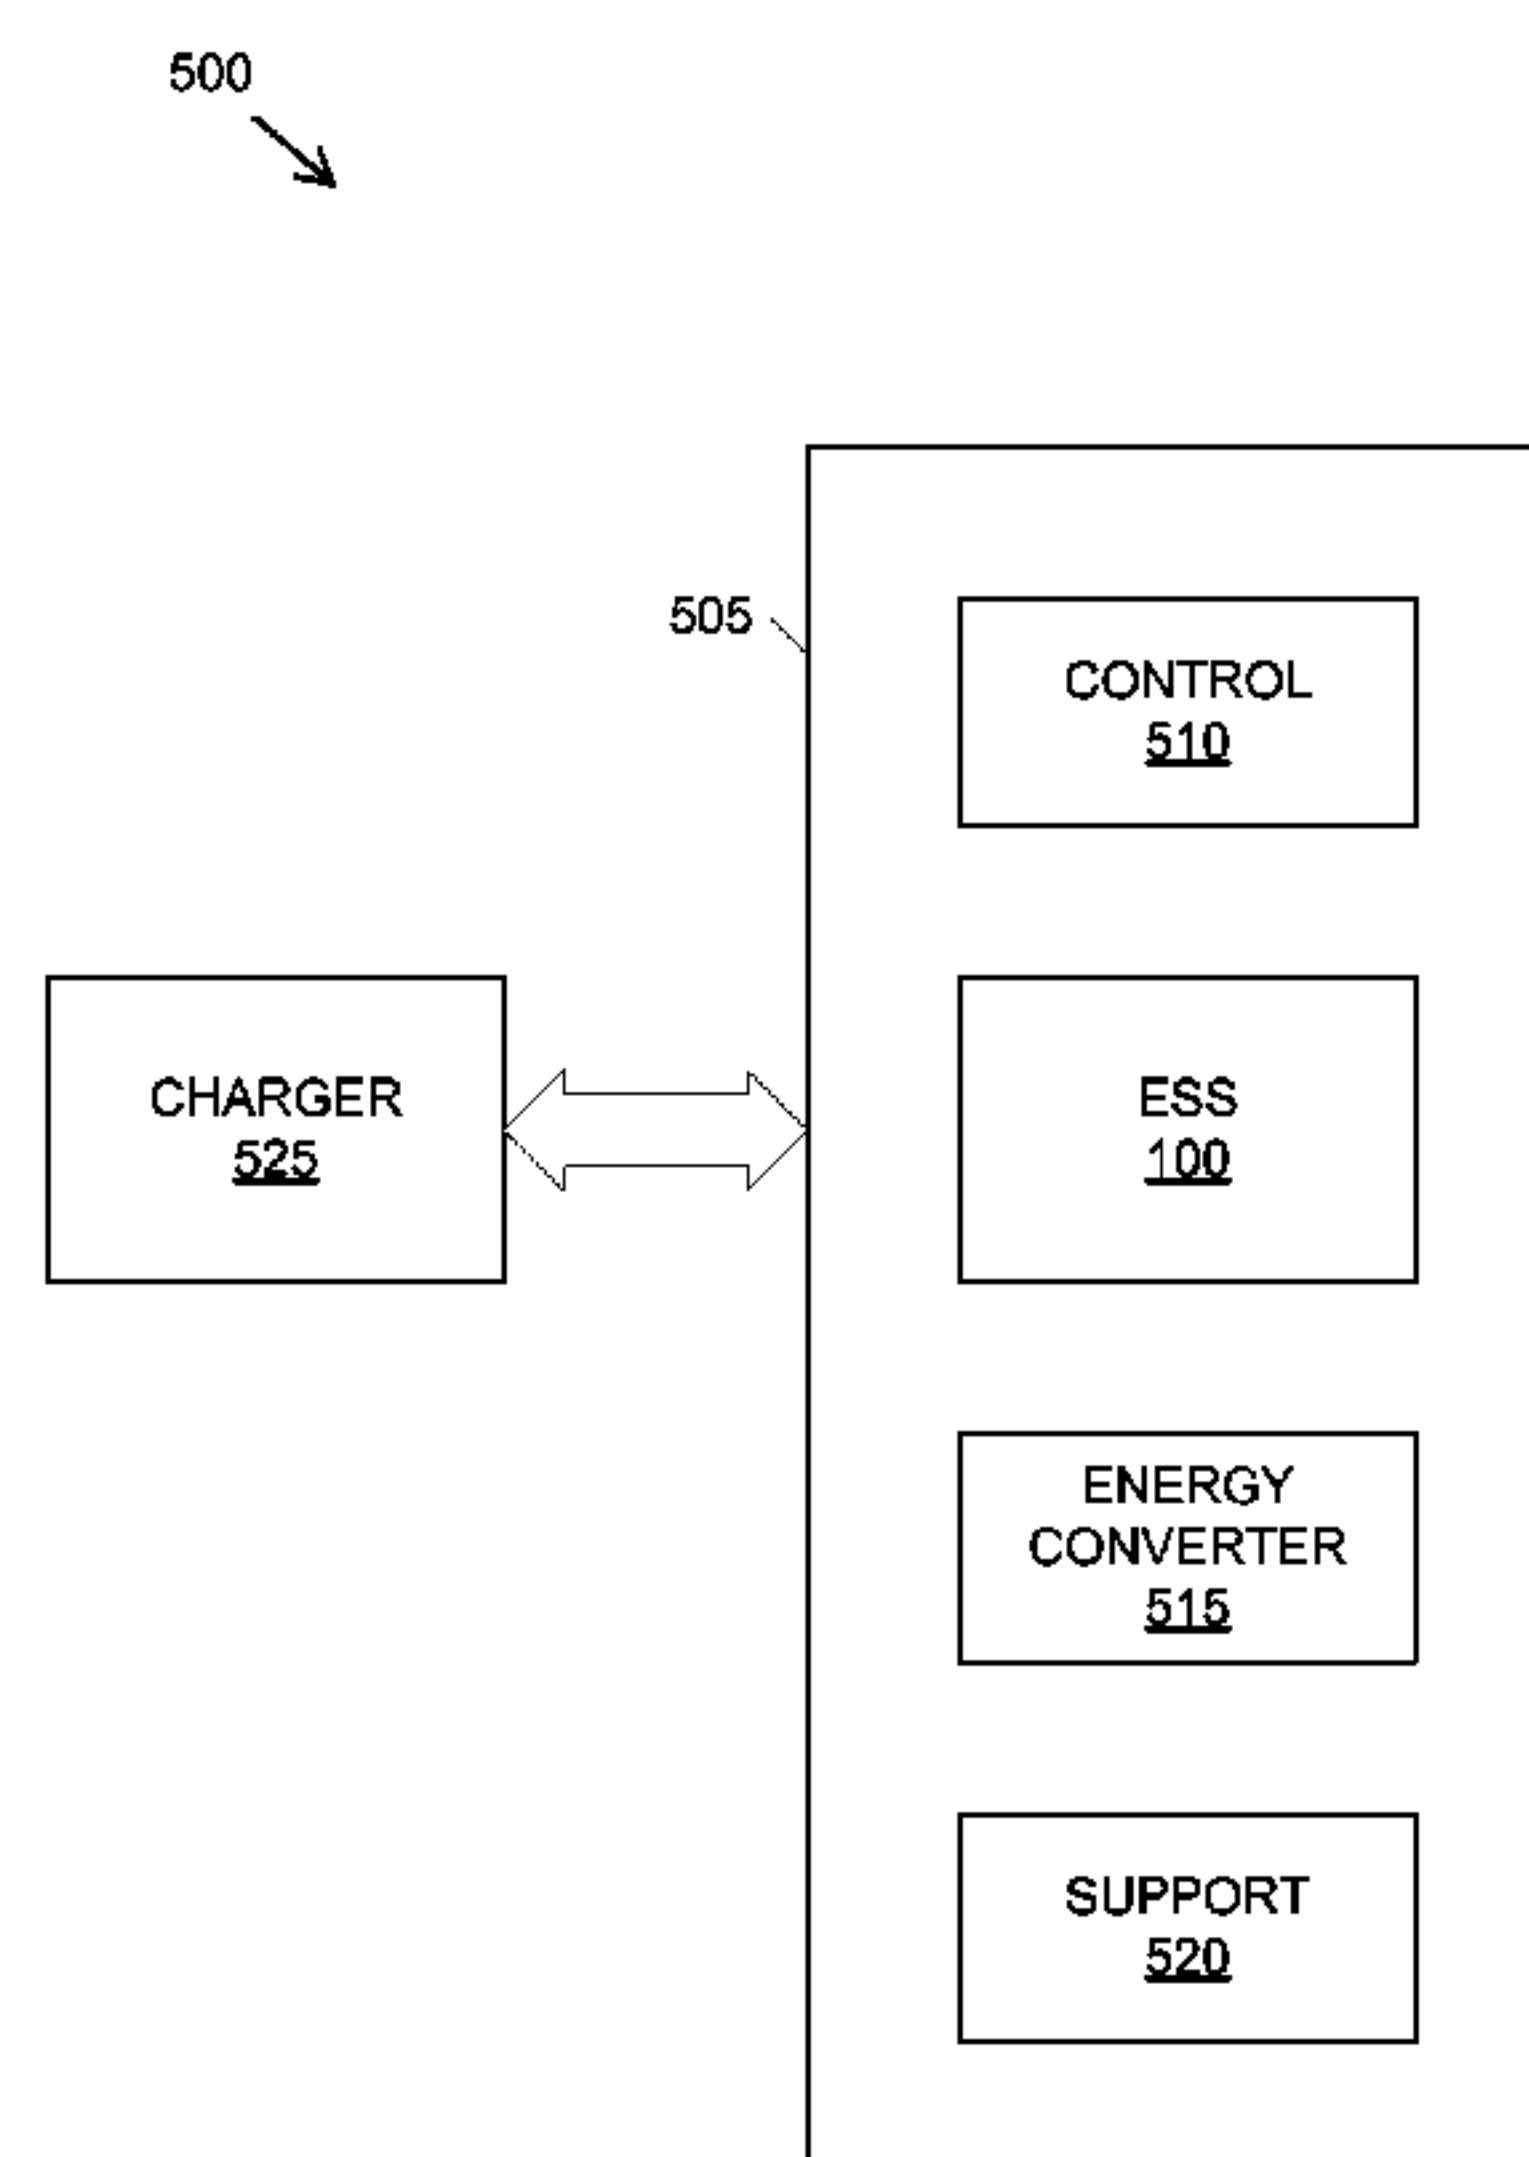 500
505
CONTROL
510
CHARGER
525
ESS
100
ENERGY
CONVERTER
515
SUPPORT
520